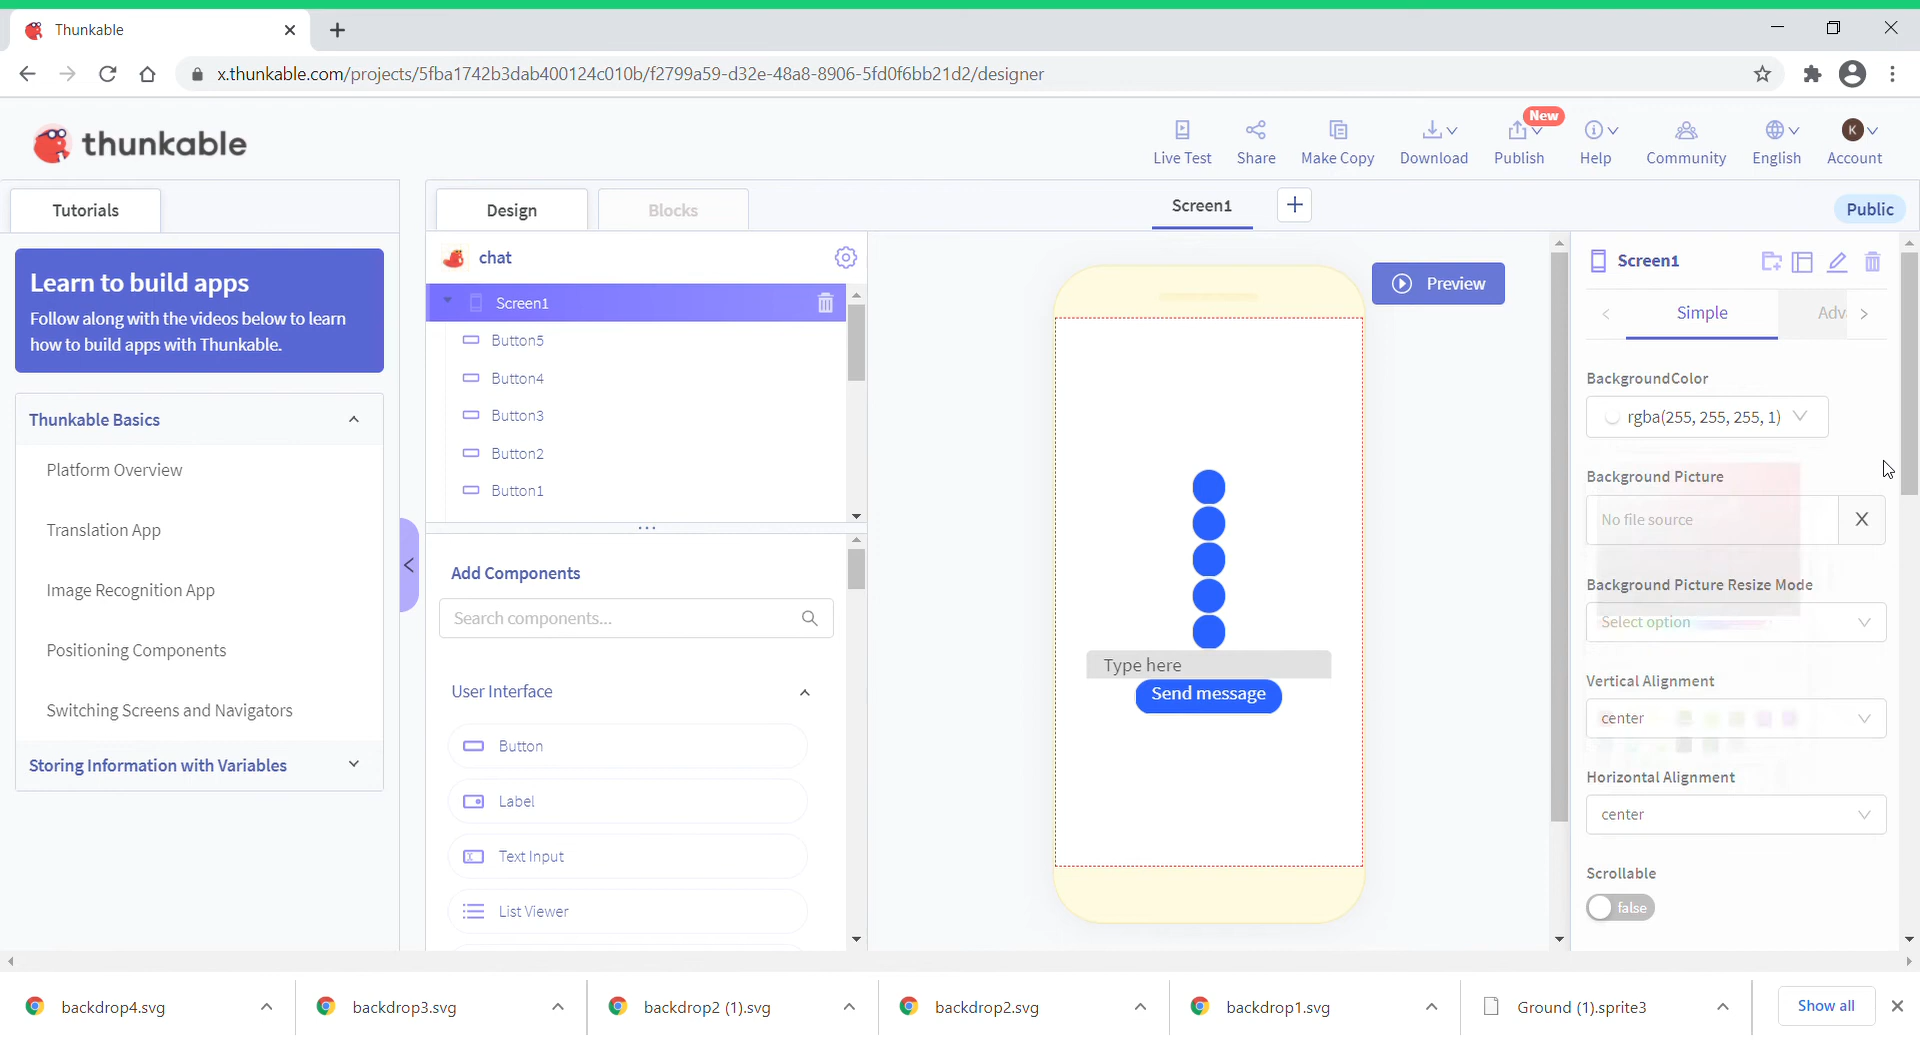 Thunkable
x.thunkable.com/projects/5fba1742b3dab400124c010b/f2799a59-d32e-48a8-8906-5fd0f6bb21d2/designer
thunkable
Live Test
Share
Make Copy
Download
New
Publish
Help
Community
English
K
Account
Tutorials
Design
Blocks
Screen1
Public
Learn to build apps
Follow along with the videos below to learn
how to build apps with Thunkable.
Thunkable Basics
Platform Overview
Translation App
Image Recognition App
Positioning Components
Switching Screens and Navigators
Storing Information with Variables
chat
Screen1
Button5
Button4
Button3
Button2
Button1
Add Components
Search components...
User Interface
Button
Label
Text Input
List Viewer
Preview
Type here
Send message
Screen1
Simple
Adv
BackgroundColor
rgba(255, 255, 255, 1)
Background Picture
No file source
X
Background Picture Resize Mode
Select option
Vertical Alignment
center
Horizontal Alignment
center
Scrollable
false
backdrop4.svg
backdrop3.svg
backdrop2 (1).svg
backdrop2.svg
backdrop1.svg
Ground (1).sprite3
Show all